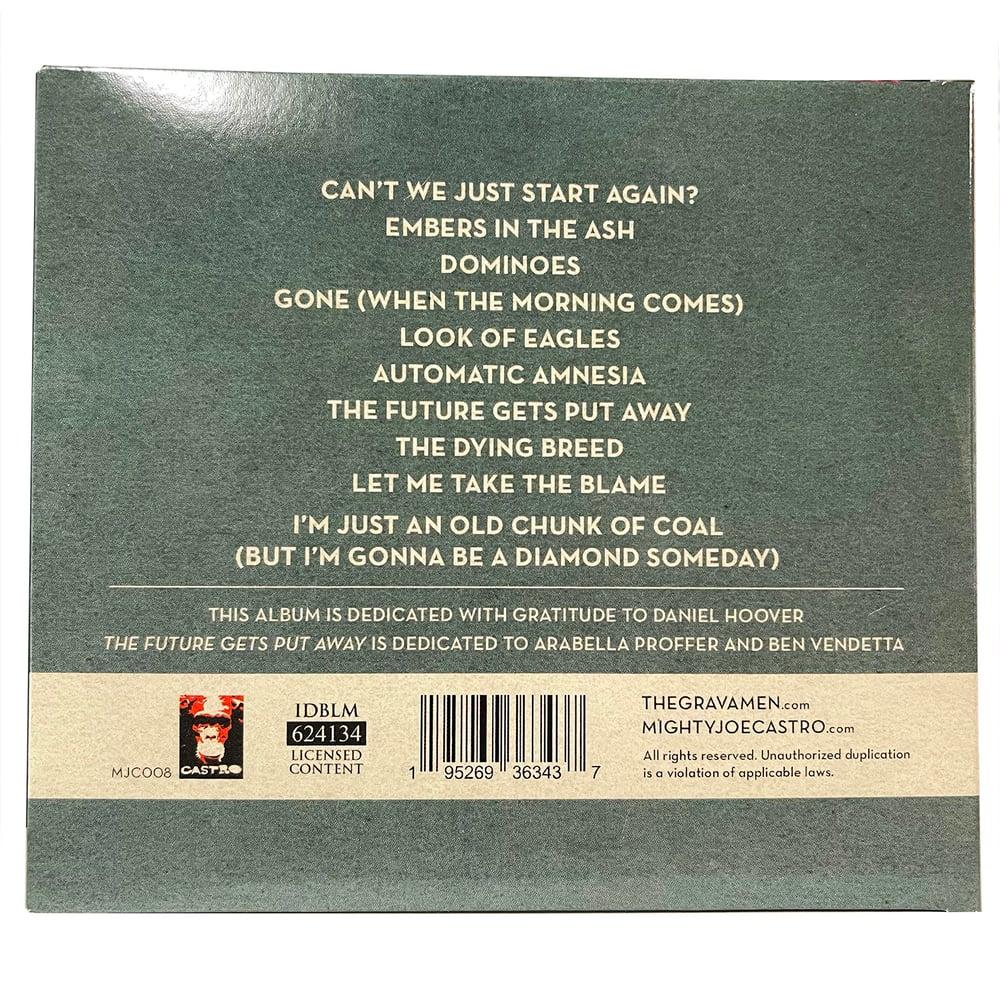 CAN'T WE JUST START AGAIN?
EMBERS IN THE ASH
DOMINOES
GONE (WHEN THE MORNING COMES)
LOOK OF EAGLES
AUTOMATIC AMNESIA
THE FUTURE GETS PUT AWAY
THE DYING BREED
LET ME TAKE THE BLAME
I'M JUST AN OLD CHUNK OF COAL
(BUT I'M GONNA BE A DIAMOND SOMEDAY)
THIS ALBUM IS DEDICATED WITH GRATITUDE TO DANIEL HOOVER
THE FUTURE GETS PUT AWAY IS DEDICATED TO ARABELLA PROFFER AND BEN VENDETTA
MJC008
CASTRO
IDBLM
624134
LICENSED
CONTENT
1 95269 36343 7
THEGRAVAMEN.com
MIGHTYJOECASTRO.com
All rights reserved. Unauthorized duplication
is a violation of applicable laws.